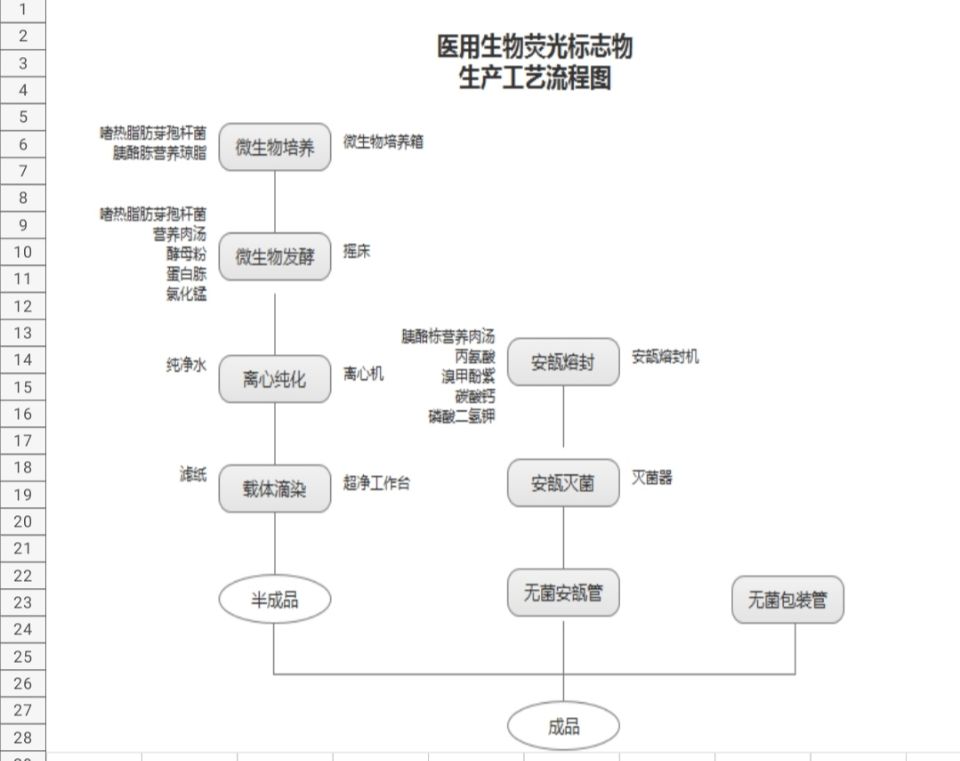 1
2
3
4
5
6
7
8
9
10
11
12
13
14
15
16
17
18
19
20
21
22
23
24
25
26
27
28
医用生物荧光标志物
生产工艺流程图
嗜热脂肪芽孢杆菌
胰酪胨营养琼脂
微生物培养
微生物培养箱
嗜热脂肪芽孢杆菌
营养肉汤
酵母粉
蛋白胨
氯化锰
微生物发酵
摇床
纯净水
离心纯化
离心机
滤纸
载体滴染
超净工作台
半成品
胰酪栋营养肉汤
丙氨酸
溴甲酚紫
碳酸钙
磷酸二氢钾
安瓿熔封
安瓿熔封机
安瓿灭菌
灭菌器
无菌安瓿管
无菌包装管
成品